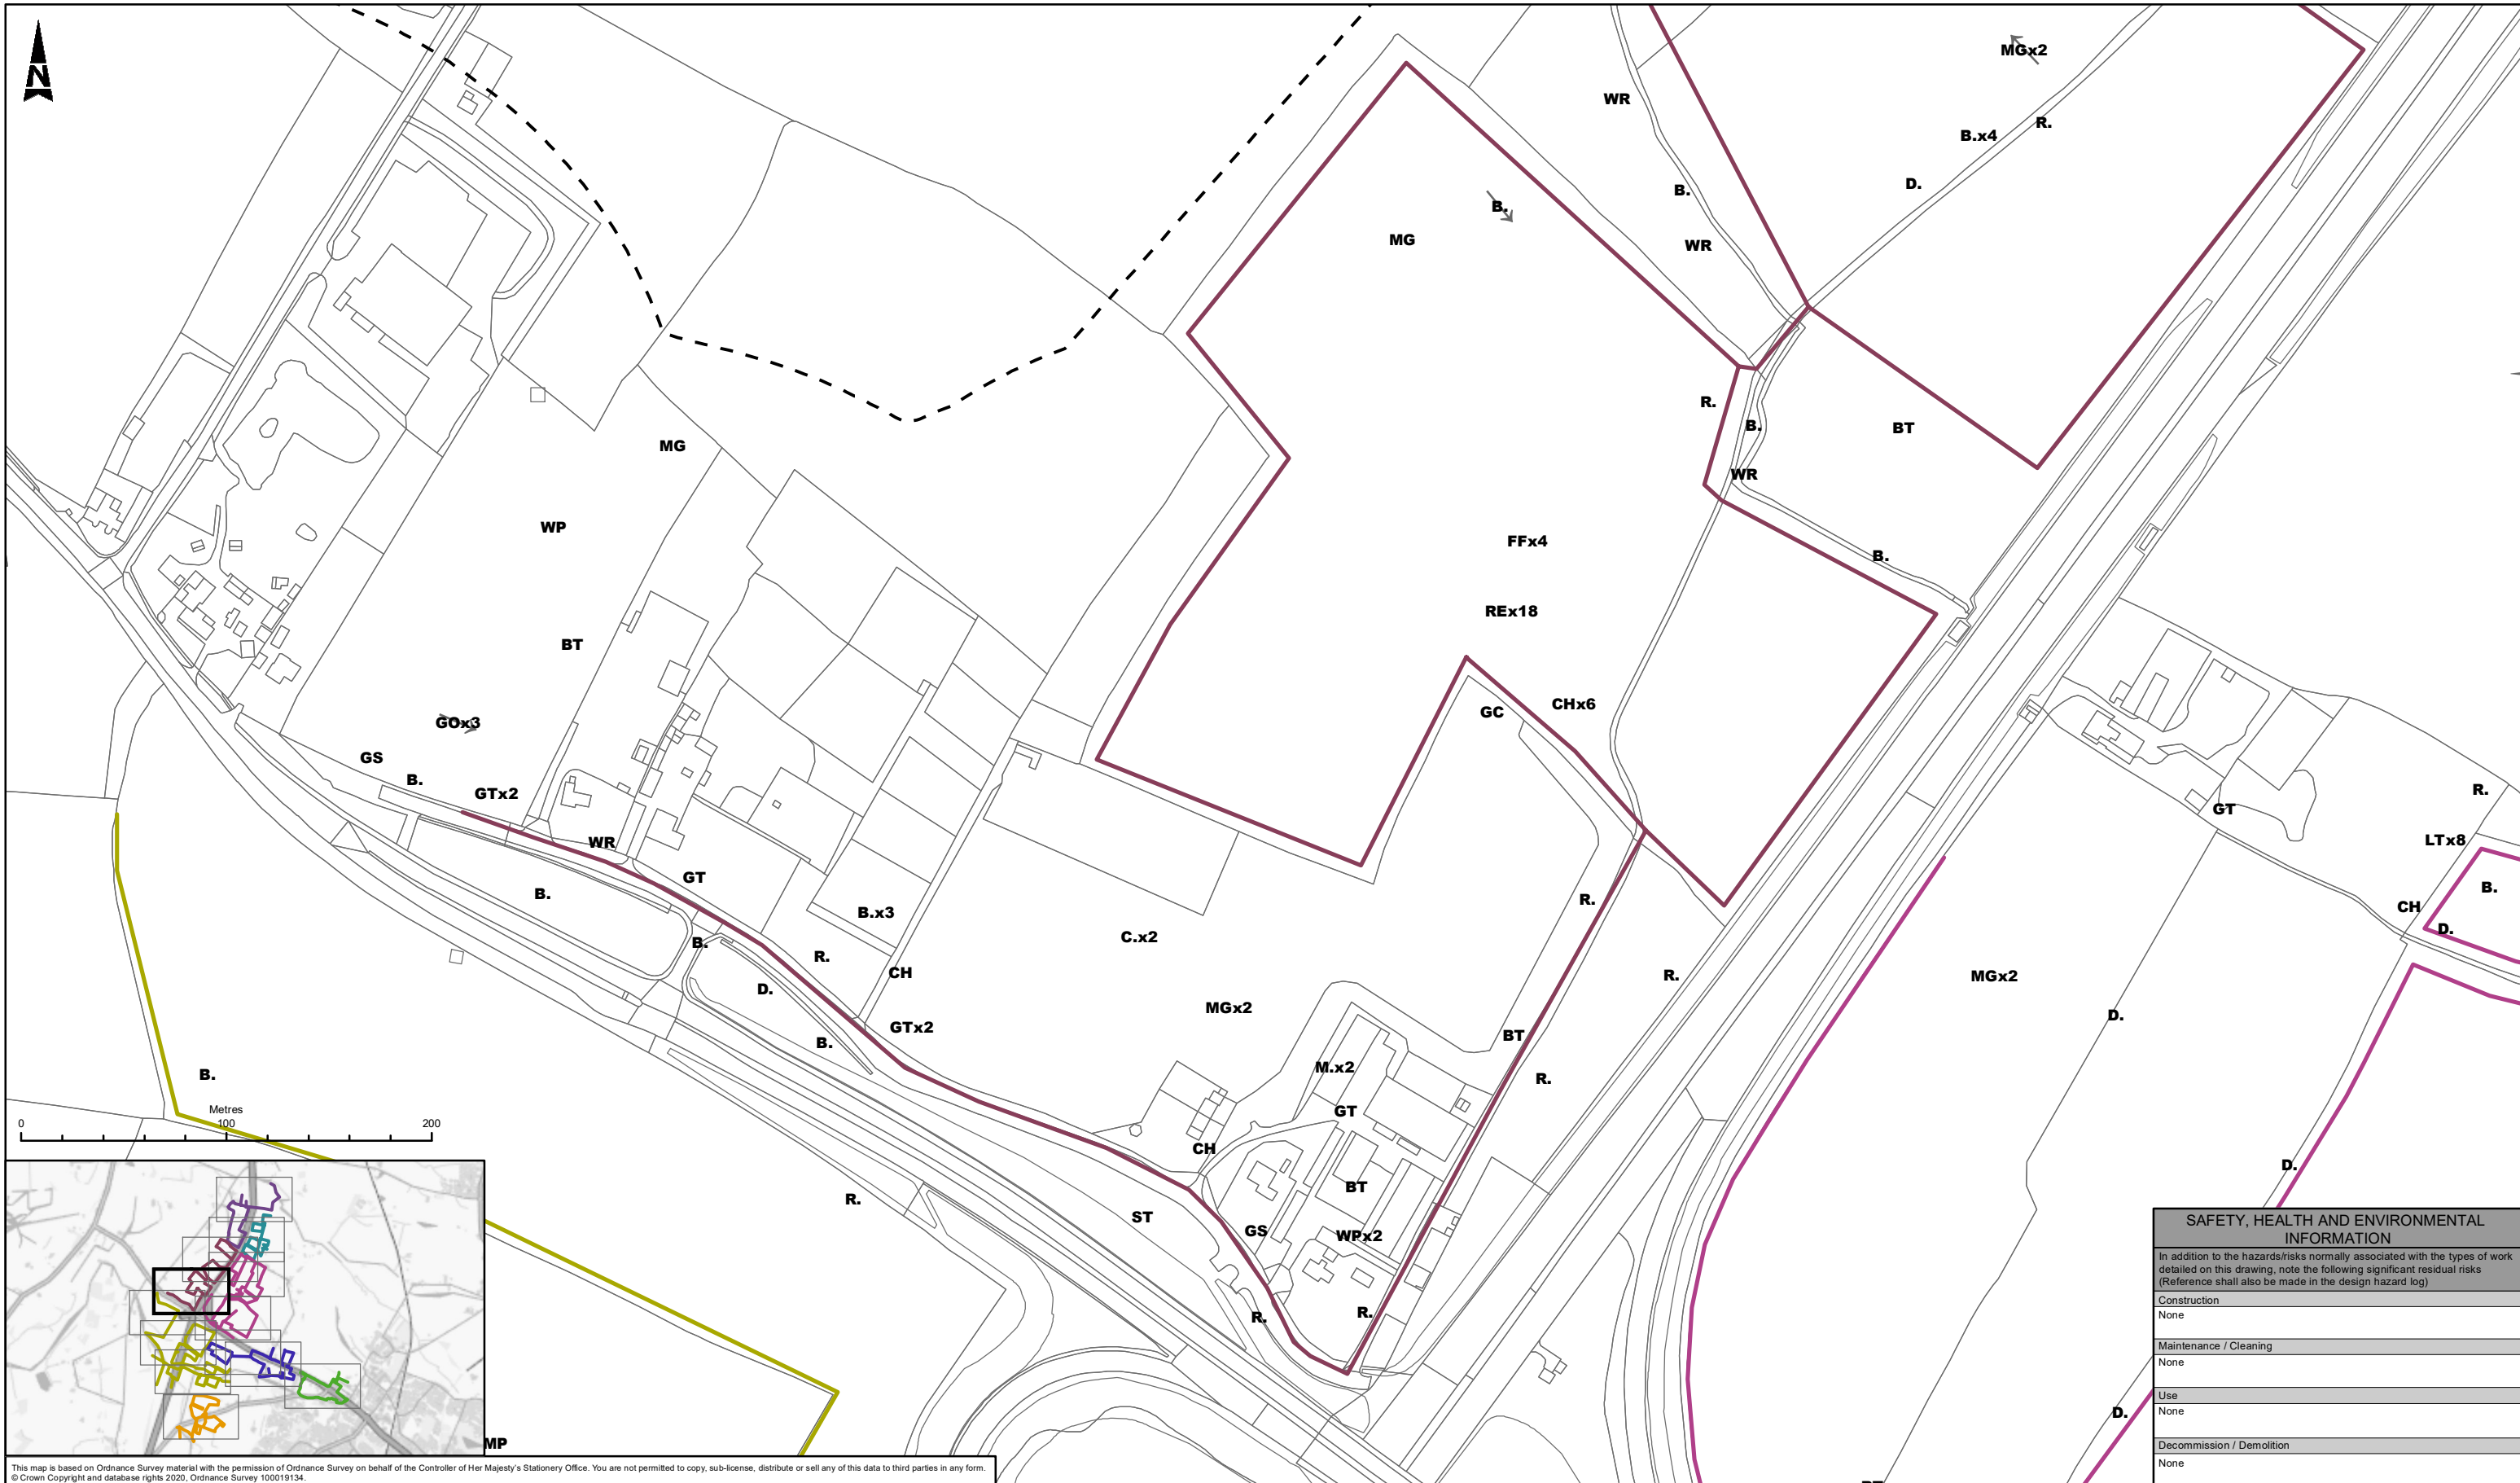 N
MGx2
WR
R.
B.x4
D.
B.
B.
MG
WR
R.
B.
BT
MG
WR
WP
FFx4
B.
REx18
BT
CHx6
GC
GOx3
GS
B.
GTx2
R.
GT
LTx8
WR
GT
B.
B.
R.
CH
B.x3
D.
C.x2
B.
R.
CH
R.
MGx2
D.
MGx2
D.
GTx2
BT
B.
M.x2
R.
B.
GT
CH
D.
BT
R.
ST
GS
WPx2
R.
R.
D.
MP
Metres
0 100 200
SAFETY, HEALTH AND ENVIRONMENTAL
INFORMATION
In addition to the hazards/risks normally associated with the types of work
detailed on this drawing, note the following significant residual risks
(Reference shall also be made in the design hazard log)
Construction
None
Maintenance / Cleaning
None
Use
None
Decommission / Demolition
None
This map is based on Ordnance Survey material with the permission of Ordnance Survey on behalf of the Controller of Her Majesty's Stationery Office. You are not permitted to copy, sub-license, distribute or sell any of this data to third parties in any form.
© Crown Copyright and database rights 2020, Ordnance Survey 100019134.